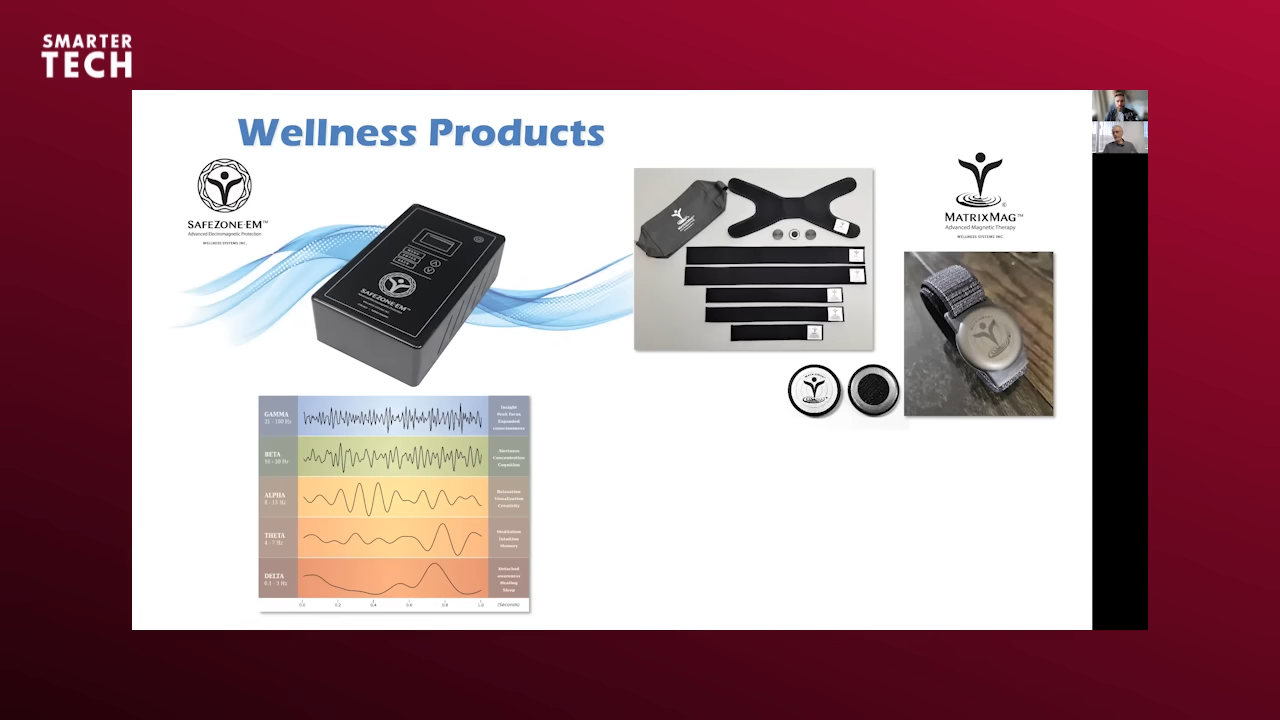 SMARTER
TECH
Wellness Products
SAFEZONE·EM™
Advanced Electromagnetic Protection
WELLNESS SYSTEMS INC.
SAFEZONE·EM™
MATRIXMAG™
Advanced Magnetic Therapy
WELLNESS SYSTEMS INC.
GAMMA
31 - 100 Hz
Insight
Peak focus
Expanded
consciousness
BETA
16 - 30 Hz
Alertness
Concentration
Cognition
ALPHA
8 - 15 Hz
Relaxation
Visualization
Creativity
THETA
4 - 7 Hz
Meditation
Intuition
Memory
DELTA
0.1 - 3 Hz
Detached
awareness
Healing
Sleep
0.0 0.2 0.4 0.6 0.8 1.0 (Seconds)